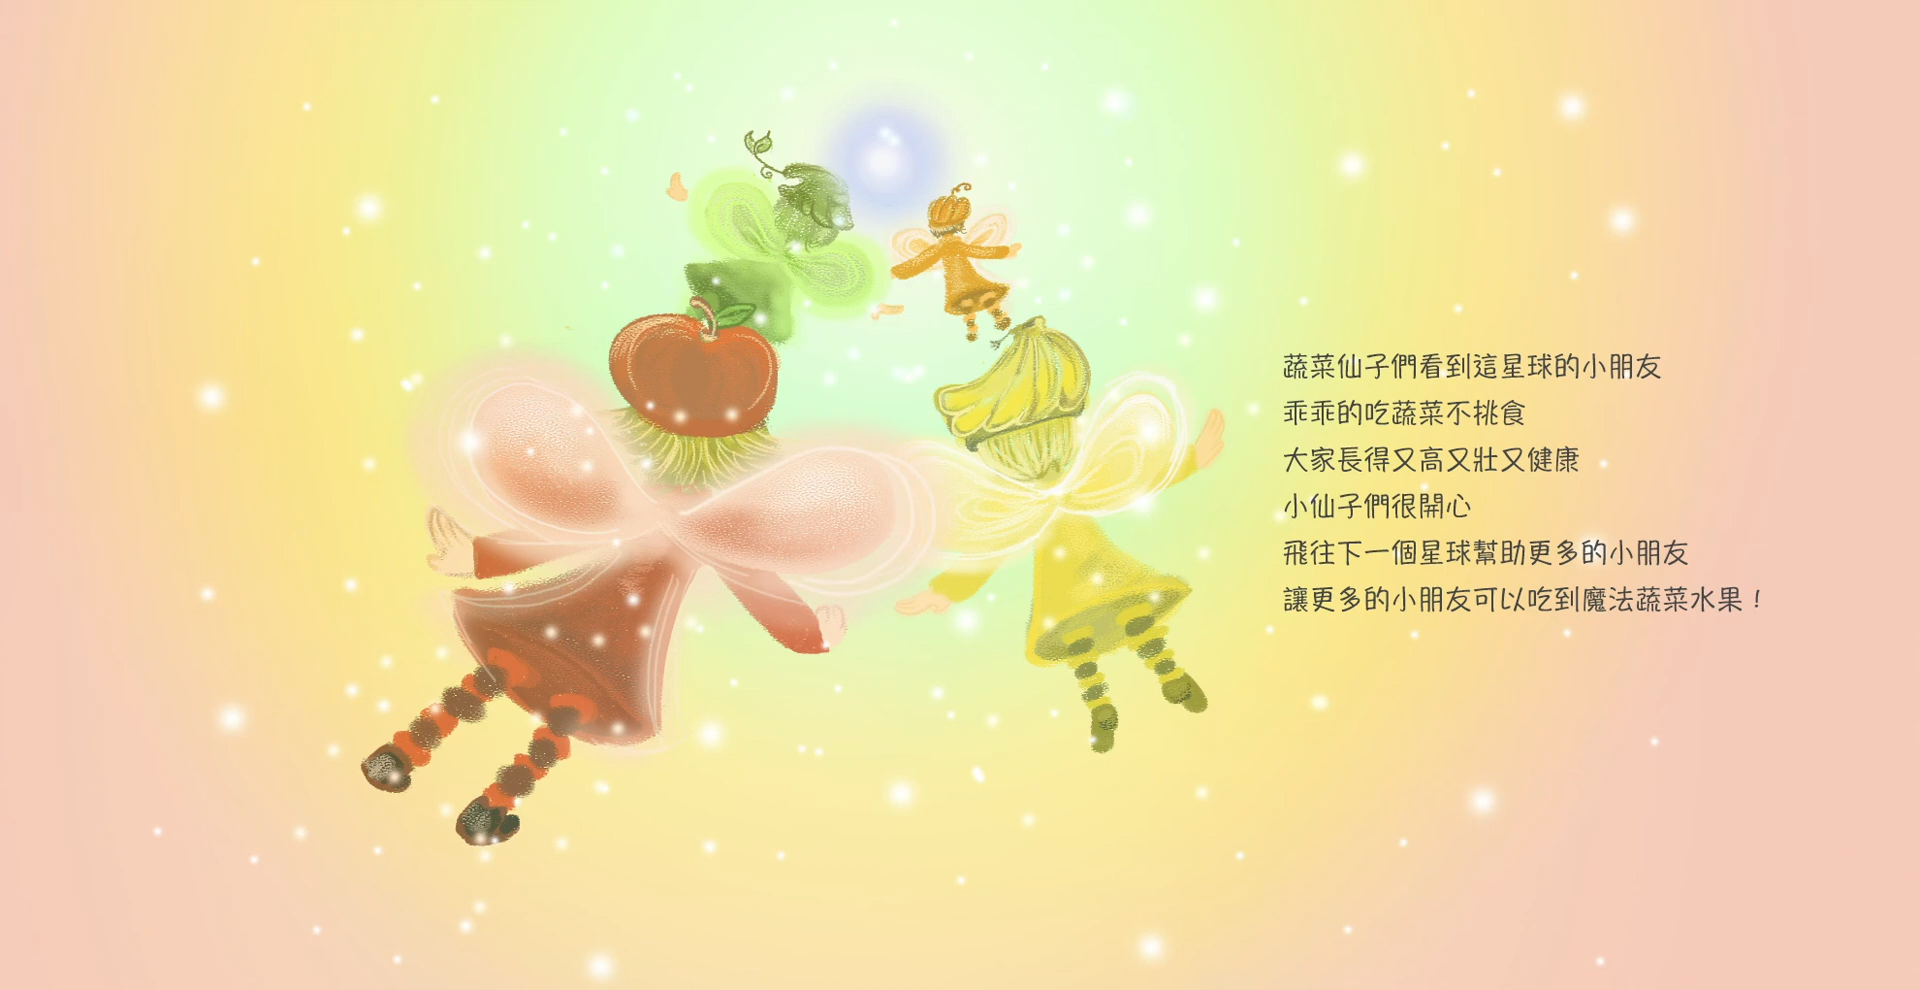 蔬菜仙子們看到這星球的小朋友
乖乖的吃蔬菜不挑食
大家長得又高又壯又健康
小仙子們很開心
飛往下一個星球幫助更多的小朋友
讓更多的小朋友可以吃到魔法蔬菜水果！